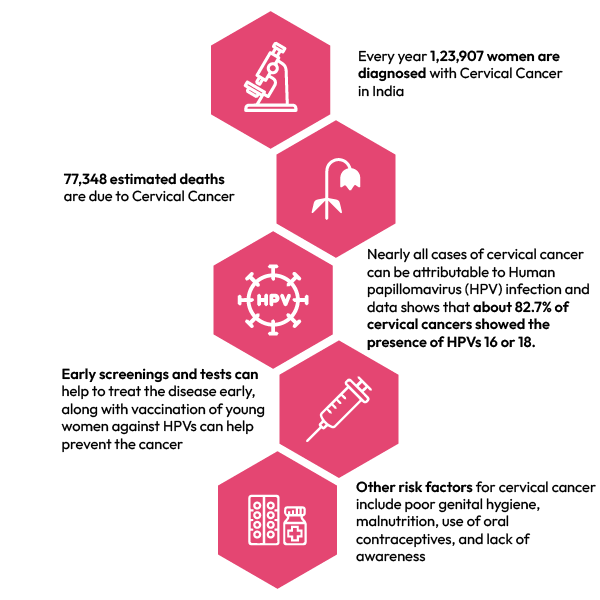 Every year 1,23,907 women are
diagnosed with Cervical Cancer
in India
77,348 estimated deaths
are due to Cervical Cancer
HPV
Nearly all cases of cervical cancer
can be attributable to Human
papillomavirus (HPV) infection and
data shows that about 82.7% of
cervical cancers showed the
presence of HPVs 16 or 18.
Early screenings and tests can
help to treat the disease early,
along with vaccination of young
women against HPVs can help
prevent the cancer
Other risk factors for cervical cancer
include poor genital hygiene,
malnutrition, use of oral
contraceptives, and lack of
awareness